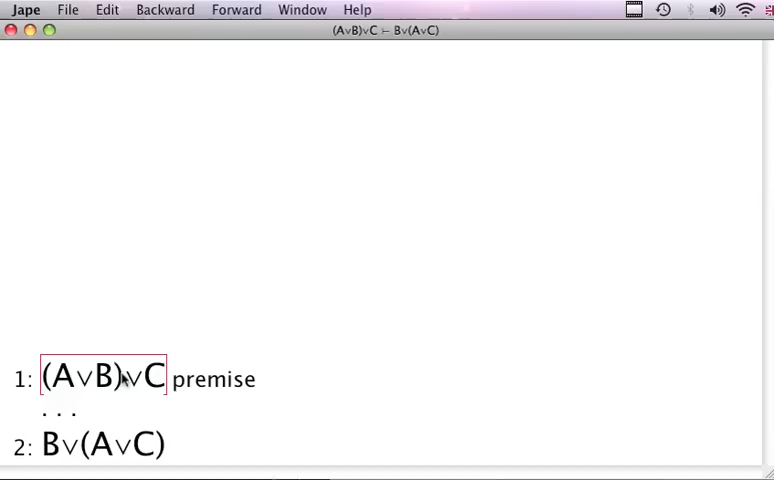 Jape File Edit Backward Forward Window Help
(A∨B)∨C ⊢ B∨(A∨C)
1: (A∨B)∨C premise
. . .
2: B∨(A∨C)